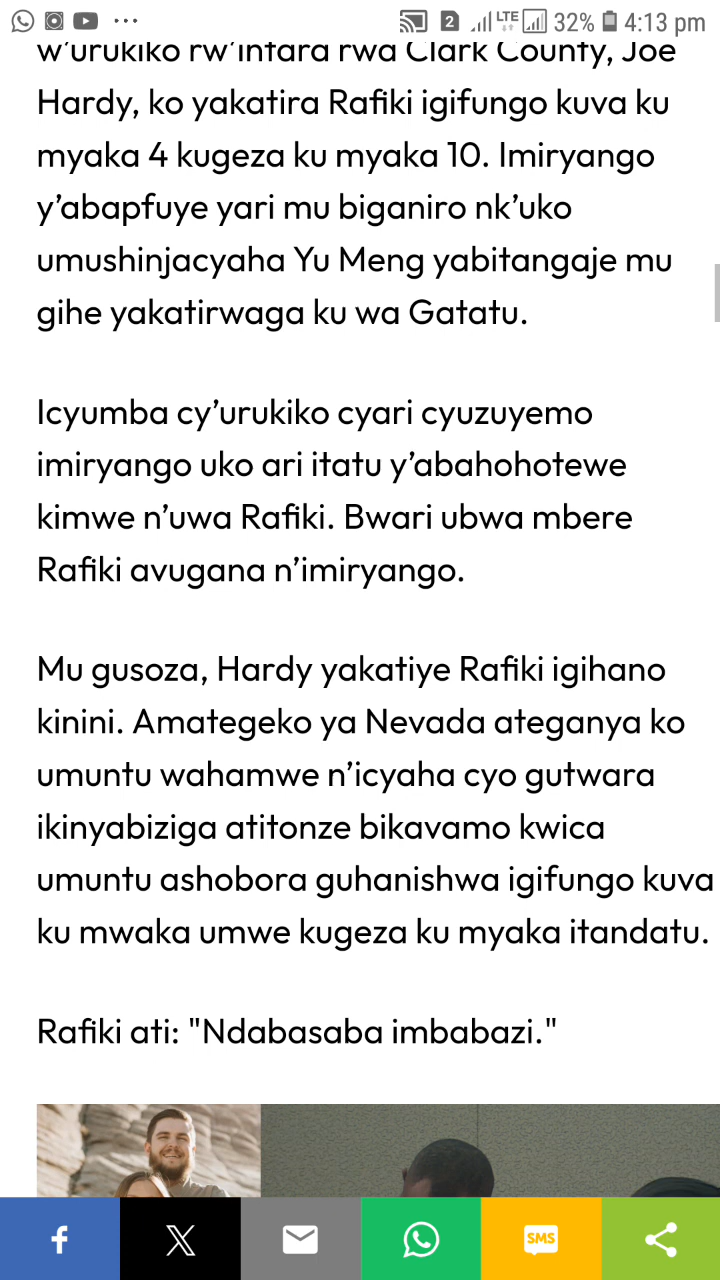 2 LTE 32% 4:13 pm
w'urukiko rw'intara rwa Clark County, Joe
Hardy, ko yakatira Rafiki igifungo kuva ku
myaka 4 kugeza ku myaka 10. Imiryango
y’abapfuye yari mu biganiro nk’uko
umushinjacyaha Yu Meng yabitangaje mu
gihe yakatirwaga ku wa Gatatu.
Icyumba cy’urukiko cyari cyuzuyemo
imiryango uko ari itatu y’abahohotewe
kimwe n’uwa Rafiki. Bwari ubwa mbere
Rafiki avugana n’imiryango.
Mu gusoza, Hardy yakatiye Rafiki igihano
kinini. Amategeko ya Nevada ateganya ko
umuntu wahamwe n’icyaha cyo gutwara
ikinyabiziga atitonze bikavamo kwica
umuntu ashobora guhanishwa igifungo kuva
ku mwaka umwe kugeza ku myaka itandatu.
Rafiki ati: "Ndabasaba imbabazi."
SMS